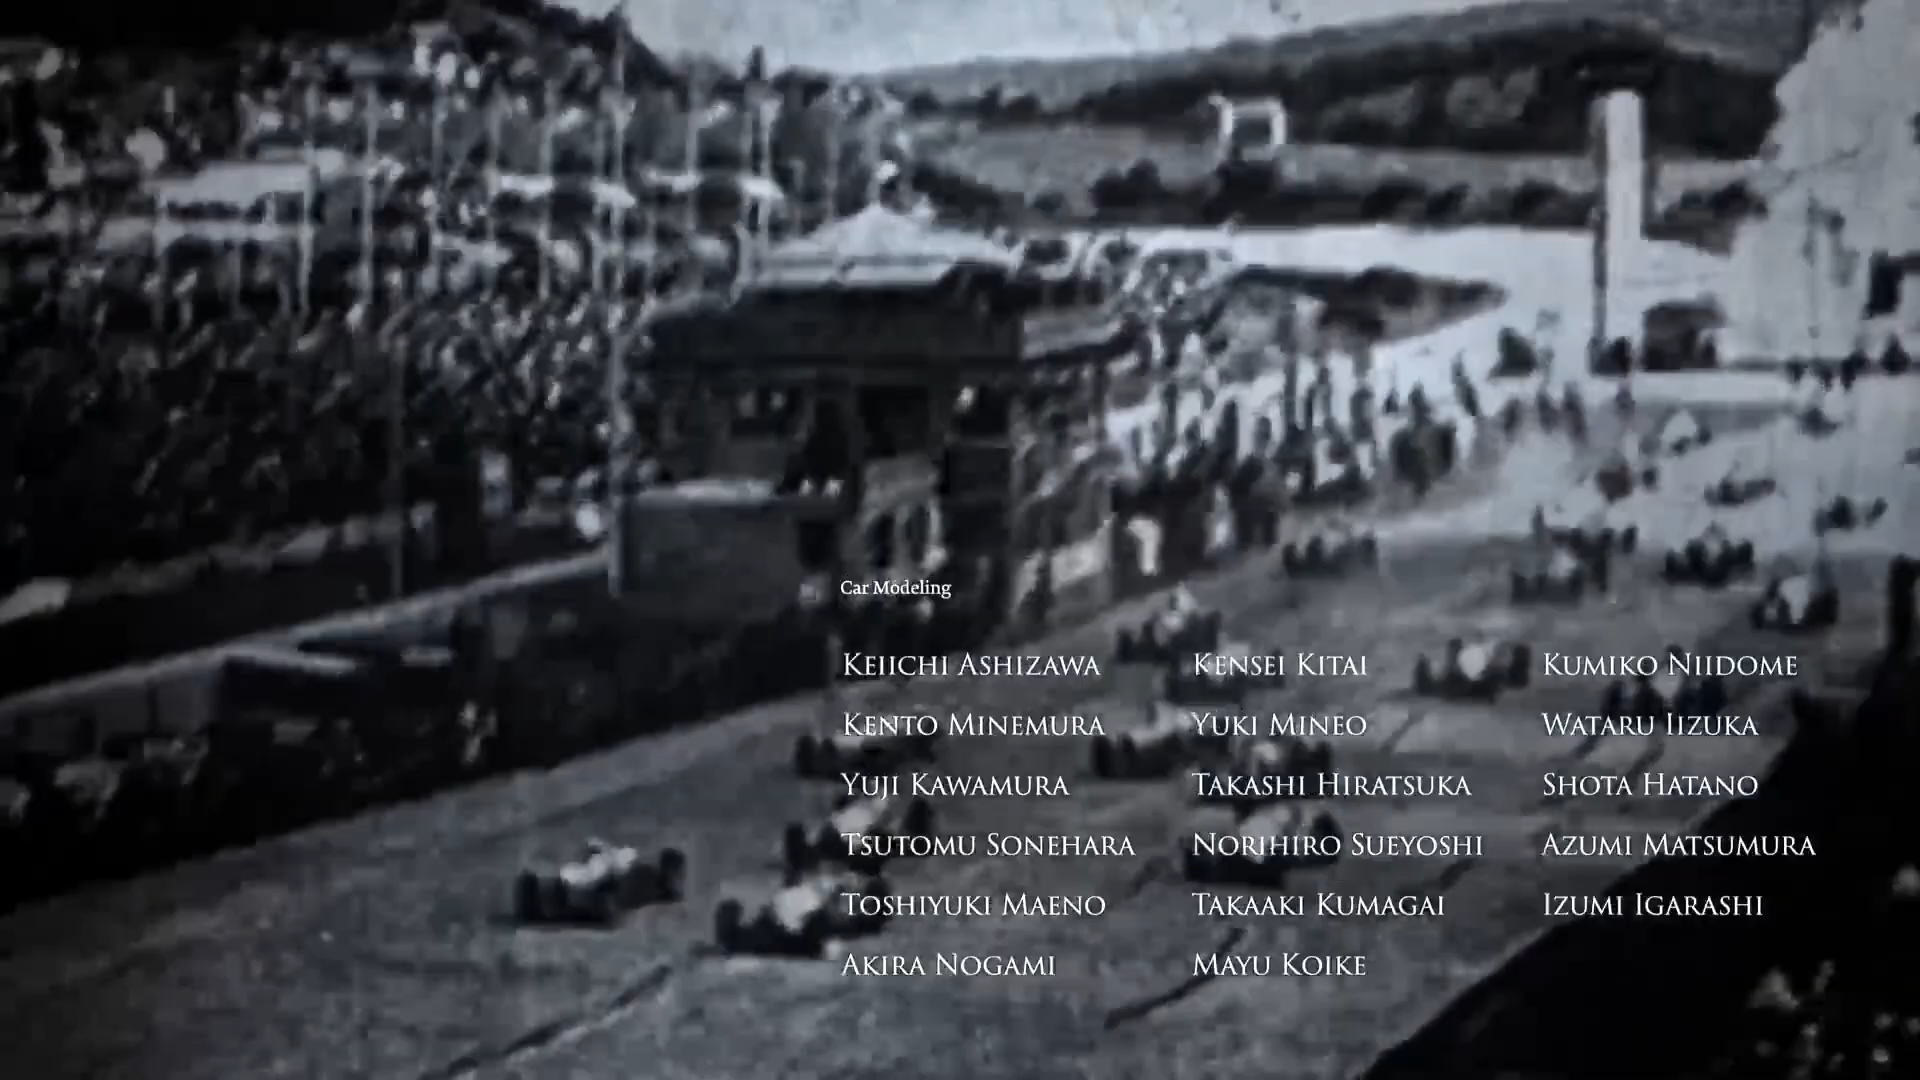 Car Modeling
KEIICHI ASHIZAWA KENSEI KITAI KUMIKO NIIDOME
KENTO MINEMURA YUKI MINEO WATARU IIZUKA
YUJI KAWAMURA TAKASHI HIRATSUKA SHOTA HATANO
TSUTOMU SONEHARA NORIHIRO SUEYOSHI AZUMI MATSUMURA
TOSHIYUKI MAENO TAKAAKI KUMAGAI IZUMI IGARASHI
AKIRA NOGAMI MAYU KOIKE